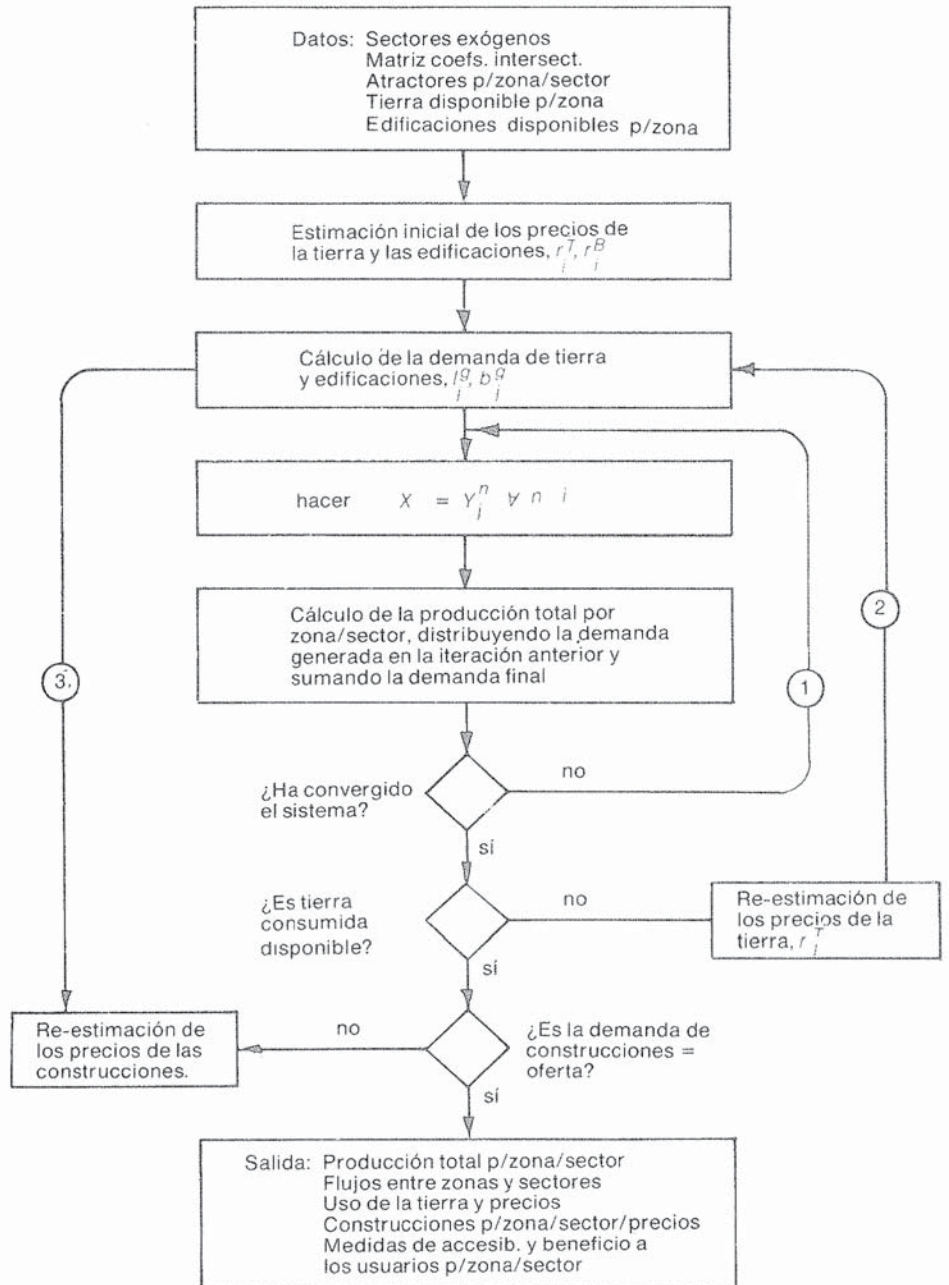 Datos: Sectores exógenos
Matriz coefs. intersect.
Atractores p/zona/sector
Tierra disponible p/zona
Edificaciones disponibles p/zona
Estimación inicial de los precios de
la tierra y las edificaciones, r_i^T, r_i^B
Cálculo de la demanda de tierra
y edificaciones, l_i^g, b_i^g
hacer X = Y_i^n ∀ n i
Cálculo de la producción total por
zona/sector, distribuyendo la demanda
generada en la iteración anterior y
sumando la demanda final
3.
2
1
¿Ha convergido
el sistema?
no
sí
¿Es tierra
consumida
disponible?
no
Re-estimación de
los precios de la
tierra, r_i^T
sí
Re-estimación de
los precios de las
construcciones.
no
¿Es la demanda de
construcciones =
oferta?
sí
Salida: Producción total p/zona/sector
Flujos entre zonas y sectores
Uso de la tierra y precios
Construcciones p/zona/sector/precios
Medidas de accesib. y beneficio a
los usuarios p/zona/sector